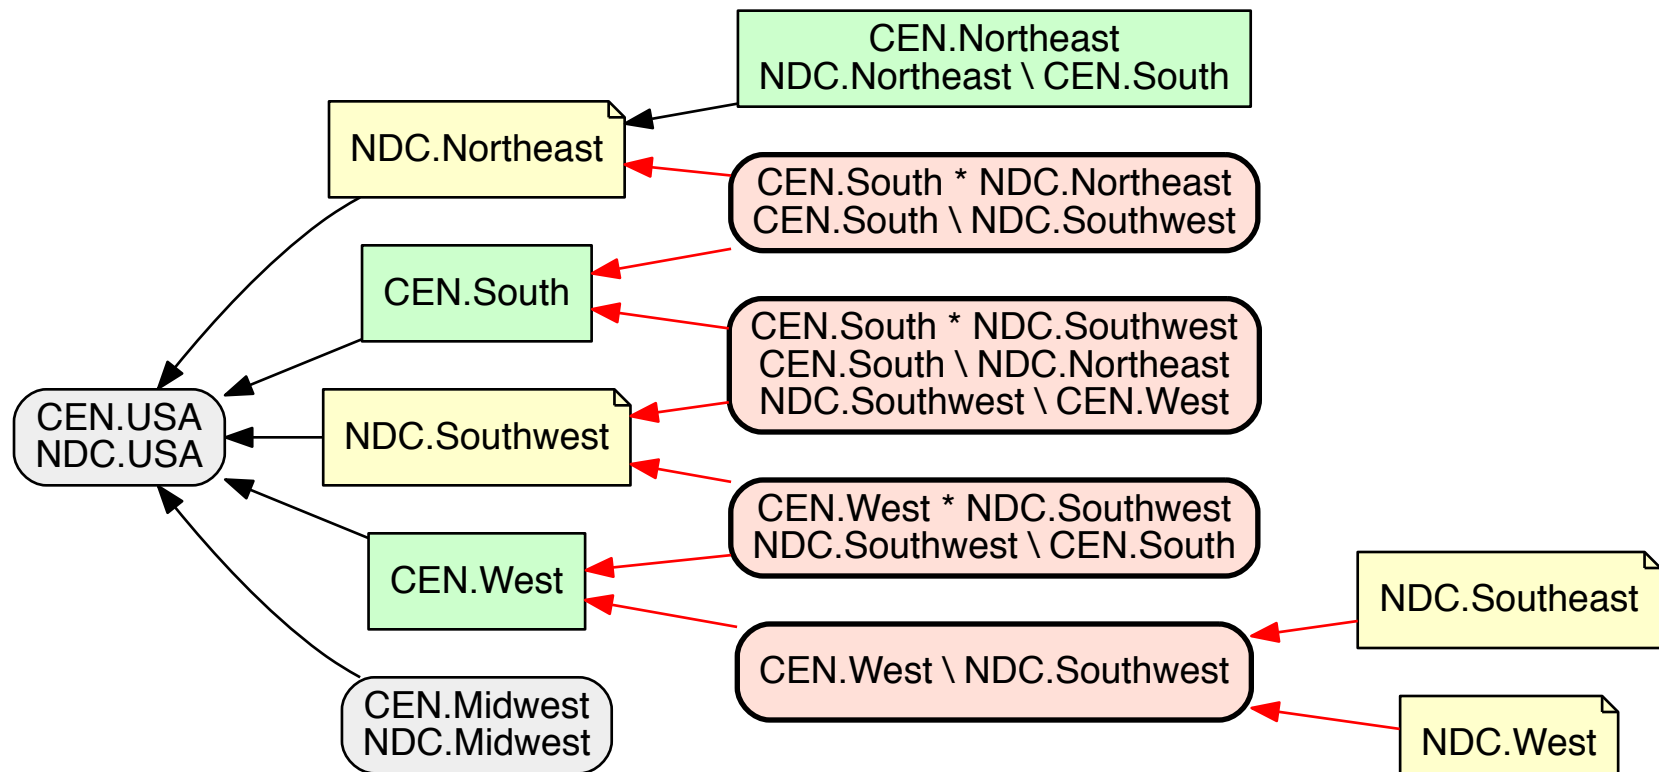 CEN.Northeast
NDC.Northeast \ CEN.South
NDC.Northeast
CEN.South * NDC.Northeast
CEN.South \ NDC.Southwest
CEN.South
CEN.South * NDC.Southwest
CEN.South \ NDC.Northeast
NDC.Southwest \ CEN.West
CEN.USA
NDC.USA
NDC.Southwest
CEN.West * NDC.Southwest
NDC.Southwest \ CEN.South
CEN.West
NDC.Southeast
CEN.West \ NDC.Southwest
CEN.Midwest
NDC.Midwest
NDC.West